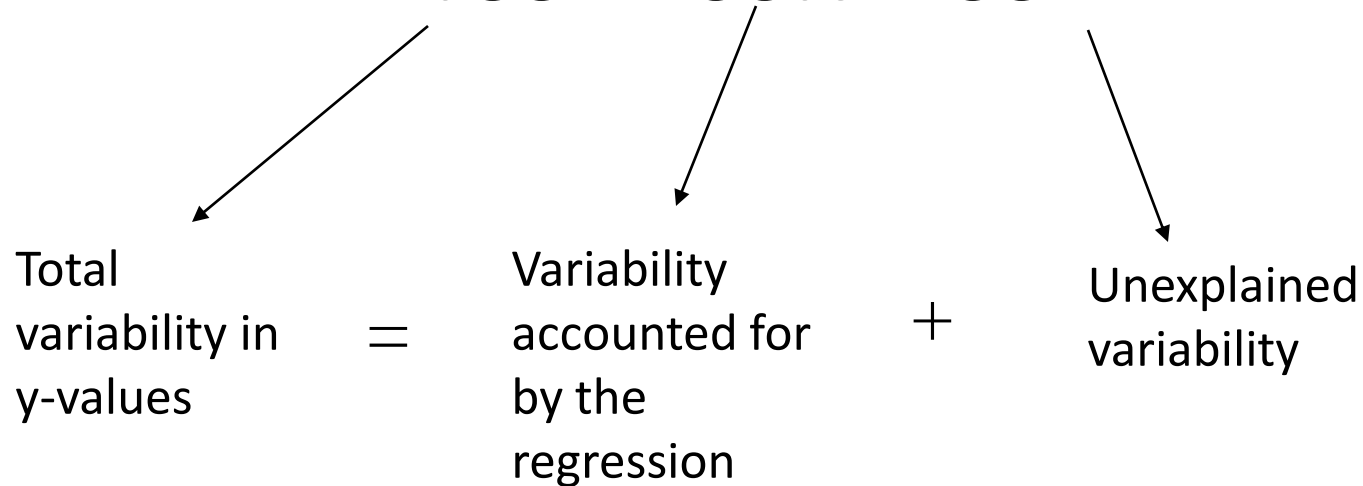 Total
variability in
y-values
=
Variability
accounted for
by the
regression
+
Unexplained
variability